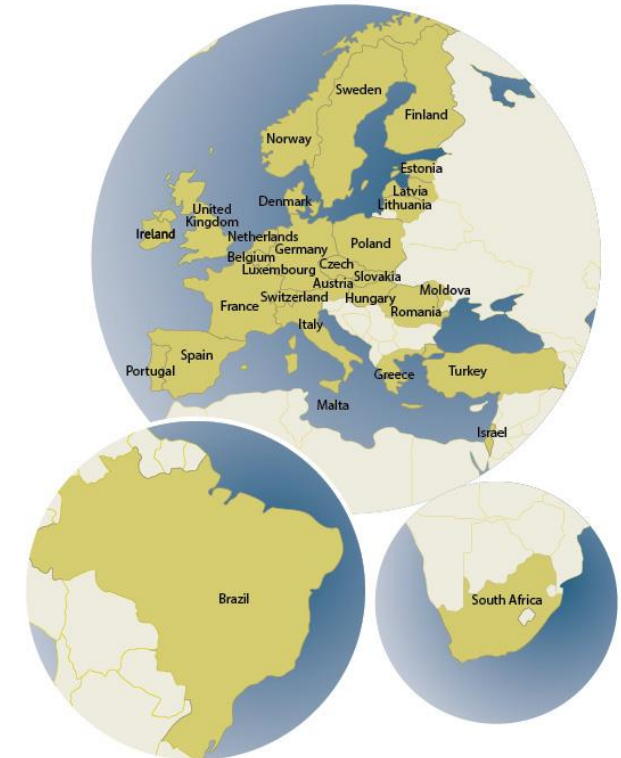 Sweden
Finland
Norway
Estonia
Latvia
Lithuania
Denmark
United
Kingdom
Ireland
Netherlands
Germany
Poland
Belgium
Czech
Luxembourg
Slovakia
Austria
Moldova
Switzerland
Hungary
France
Romania
Italy
Spain
Portugal
Greece
Turkey
Malta
Israel
Brazil
South Africa